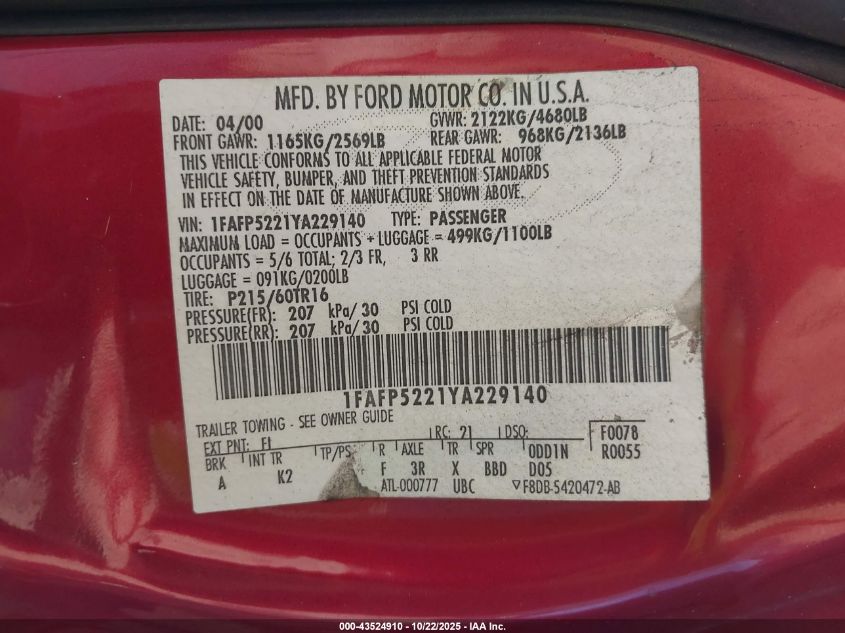 MFD. BY FORD MOTOR CO. IN U.S.A.
DATE: 04/00 GVWR: 2122KG/4680LB
FRONT GAWR: 1165KG/2569LB REAR GAWR: 968KG/2136LB
THIS VEHICLE CONFORMS TO ALL APPLICABLE FEDERAL MOTOR
VEHICLE SAFETY, BUMPER, AND THEFT PREVENTION STANDARDS
IN EFFECT ON THE DATE OF MANUFACTURE SHOWN ABOVE.
VIN: 1FAFP5221YA229140 TYPE: PASSENGER
MAXIMUM LOAD = OCCUPANTS + LUGGAGE = 499KG/1100LB
OCCUPANTS = 5/6 TOTAL; 2/3 FR, 3 RR
LUGGAGE = 091KG/0200LB
TIRE: P215/60TR16
PRESSURE(FR): 207 kPa/30 PSI COLD
PRESSURE(RR): 207 kPa/30 PSI COLD
1FAFP5221YA229140
TRAILER TOWING - SEE OWNER GUIDE
EXT PNT: FI RC: 21 DSO: F0078
BRK INT TR TP/PS R AXLE TR SPR ODD1N R0055
A K2 F 3R X BBD D05
ATL-000777 UBC F8DB-5420472-AB
000-43524910 - 10/22/2025 - IAA Inc.